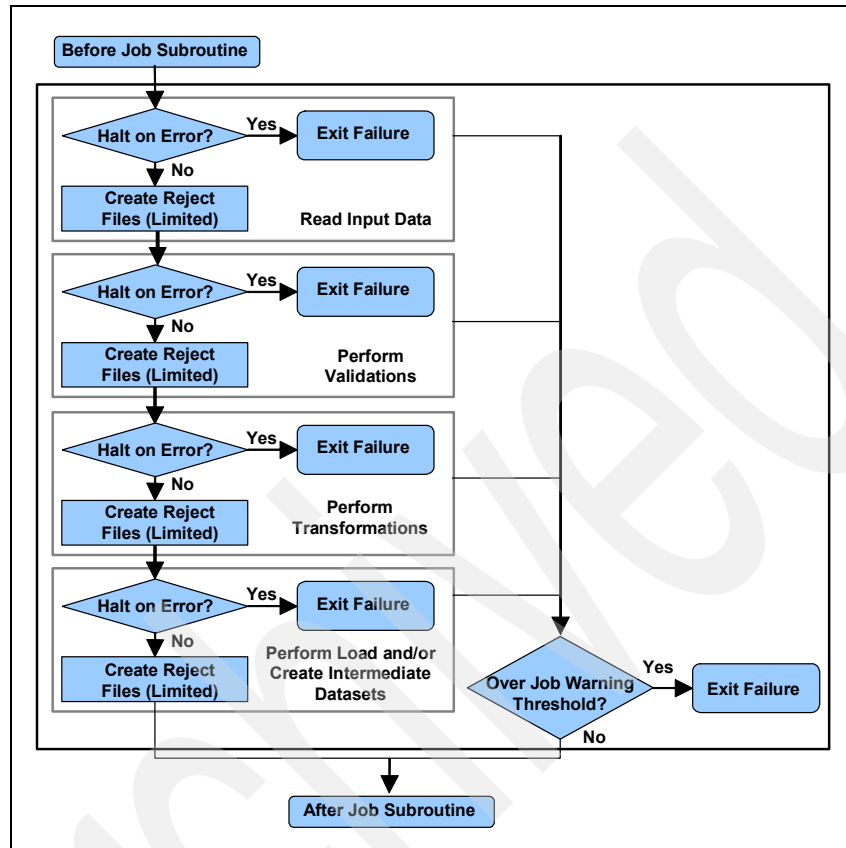 Before Job Subroutine
Halt on Error?
Yes
Exit Failure
No
Create Reject
Files (Limited)
Read Input Data
Halt on Error?
Yes
Exit Failure
No
Create Reject
Files (Limited)
Perform
Validations
Halt on Error?
Yes
Exit Failure
No
Create Reject
Files (Limited)
Perform
Transformations
Halt on Error?
Yes
Exit Failure
No
Create Reject
Files (Limited)
Perform Load and/or
Create Intermediate
Datasets
Over Job Warning
Threshold?
Yes
Exit Failure
No
After Job Subroutine